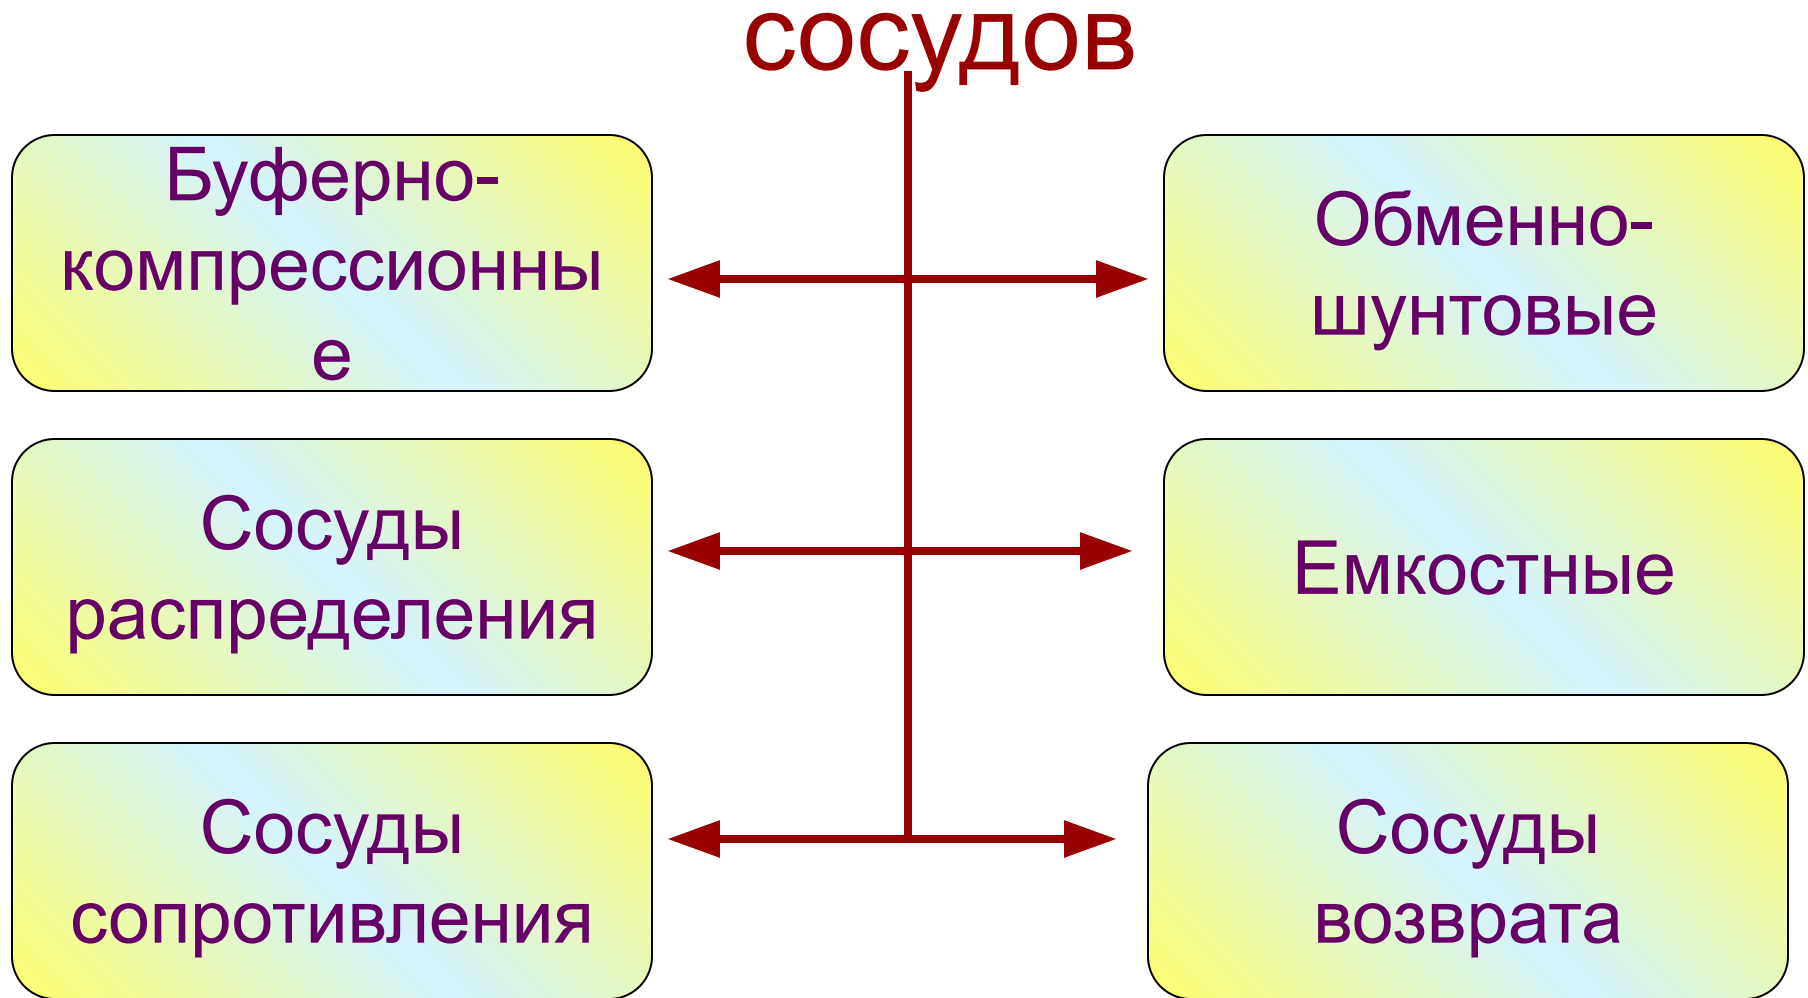 сосудов
Буферно-
компрессионны
е
Обменно-
шунтовые
Сосуды
распределения
Емкостные
Сосуды
сопротивления
Сосуды
возврата